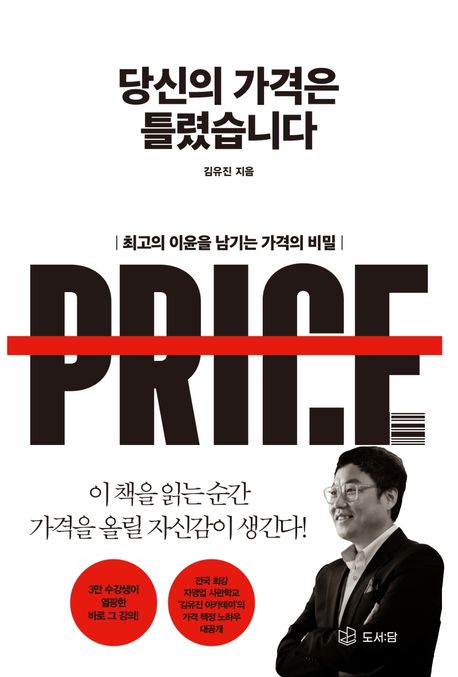 당신의 가격은
틀렸습니다
김유진 지음
| 최고의 이윤을 남기는 가격의 비밀 |
PRICE
이 책을 읽는 순간
가격을 올릴 자신감이 생긴다!
3만 수강생이
열광한
바로 그 강의!
전국 최강
자영업 사관학교
'김유진 아카데미'의
가격 책정 노하우
대공개
도서:담